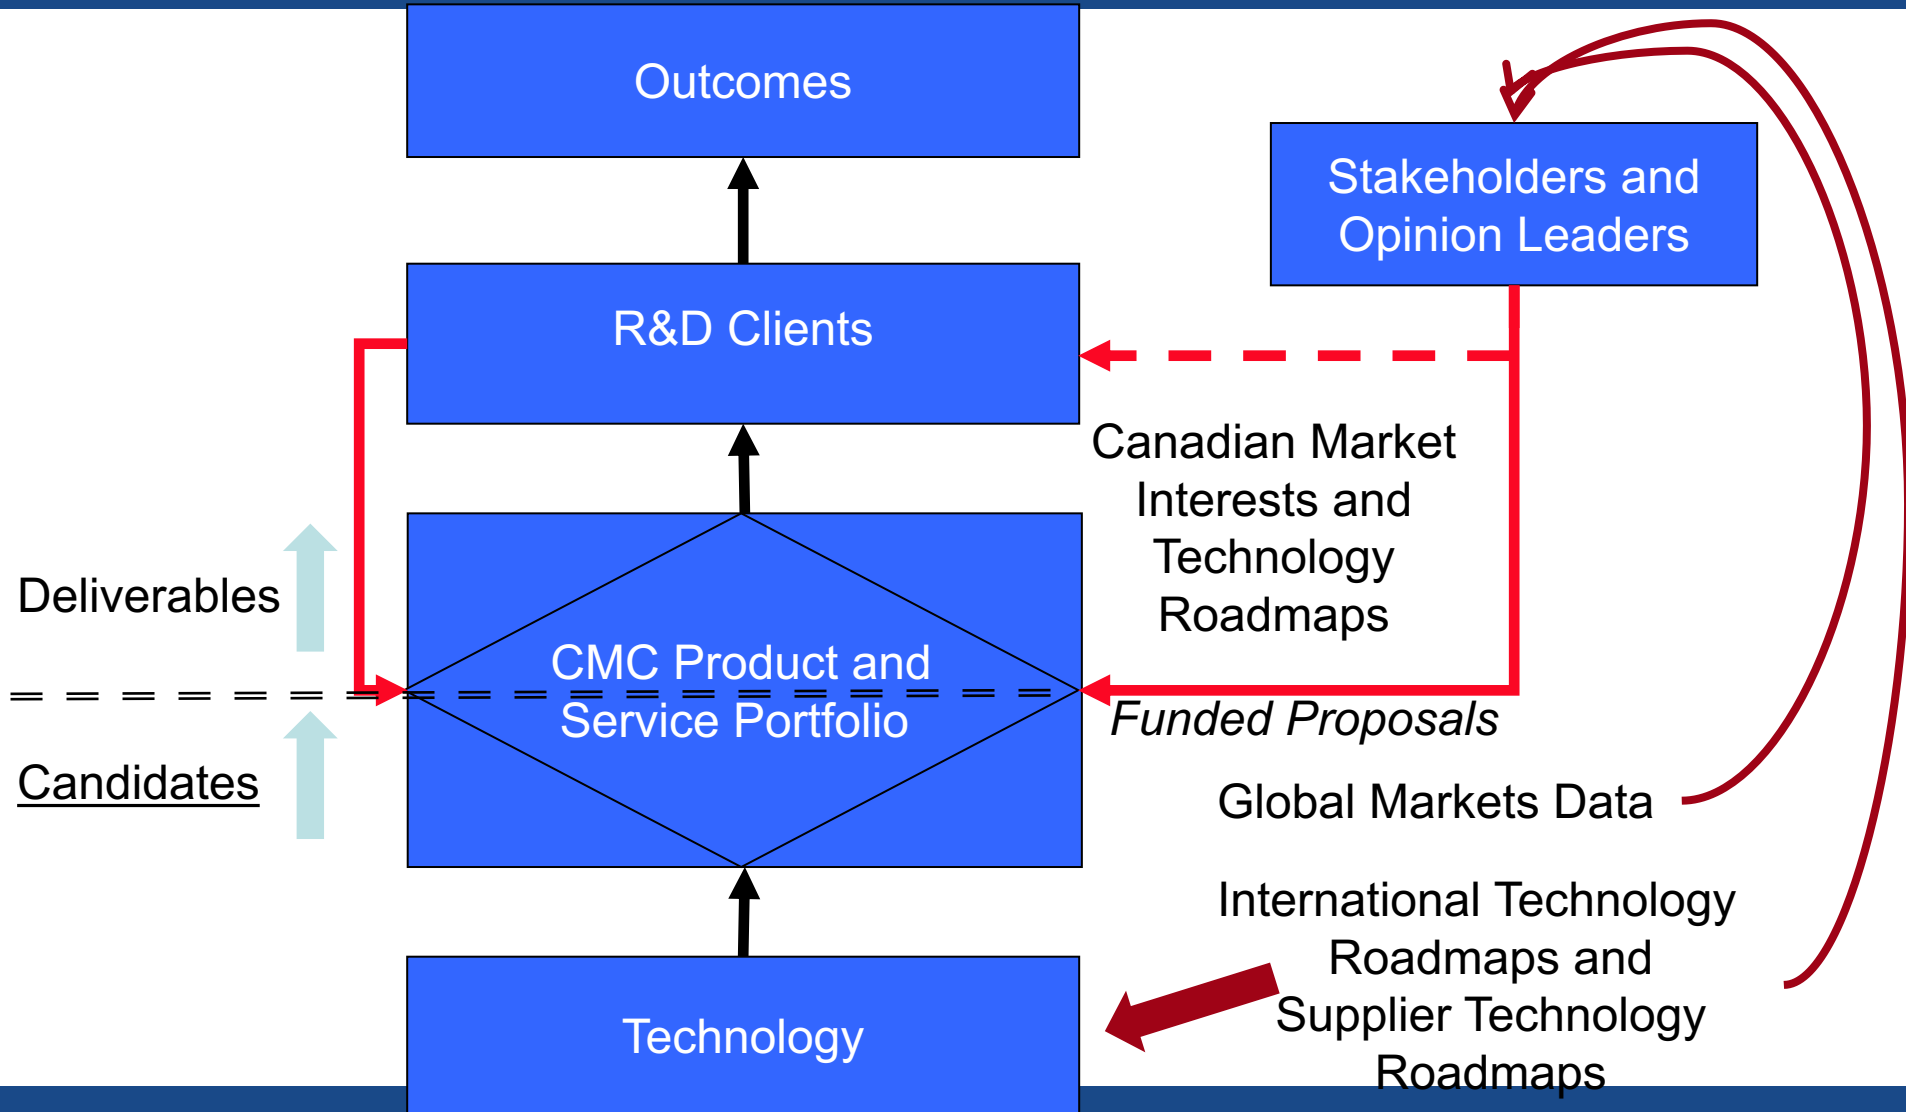 Outcomes
Stakeholders and
Opinion Leaders
R&D Clients
Canadian Market
Interests and
Technology
Roadmaps
Deliverables
CMC Product and
Service Portfolio
Funded Proposals
Candidates
Global Markets Data
International Technology
Roadmaps and
Supplier Technology
Roadmaps
Technology